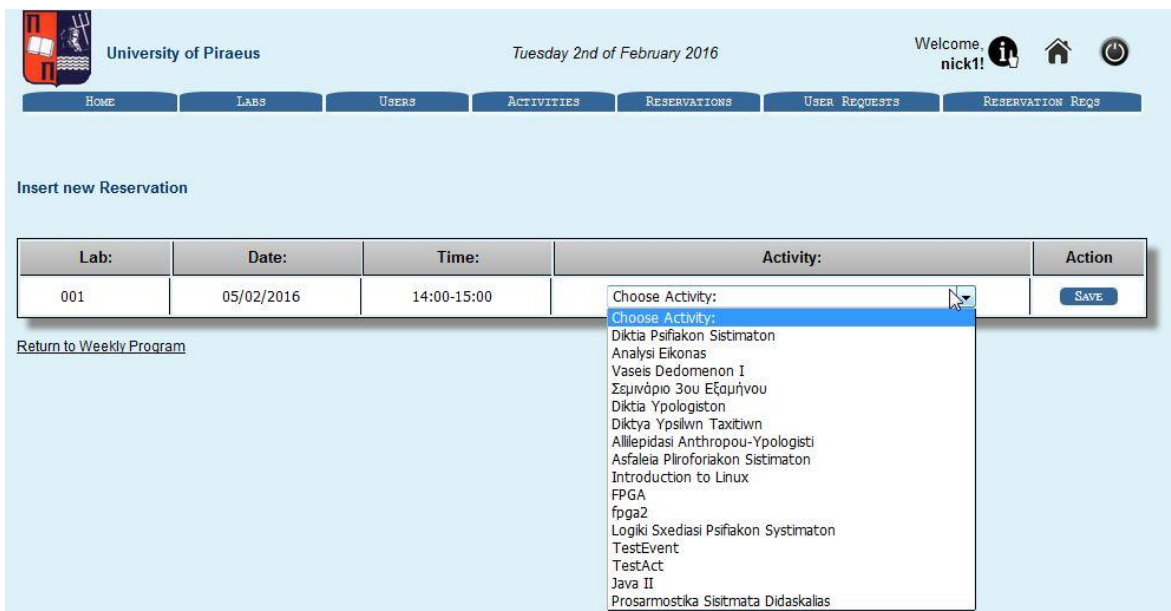 Π
Π
University of Piraeus
Tuesday 2nd of February 2016
Welcome,
nick1!
i
HOME LABS USERS ACTIVITIES RESERVATIONS USER REQUESTS RESERVATION REQS
Insert new Reservation
Lab: Date: Time: Activity: Action
001 05/02/2016 14:00-15:00 Choose Activity: SAVE
Choose Activity:
Diktia Psifiakon Sistimaton
Analysi Eikonas
Vaseis Dedomenon I
Σεμινάριο 3ου Εξαμήνου
Diktia Ypologiston
Diktya Ypsilwn Taxitiwn
Allilepidasi Anthropou-Ypologisti
Asfaleia Pliroforiakon Sistimaton
Introduction to Linux
FPGA
fpga2
Logiki Sxediasi Psifiakon Systimaton
TestEvent
TestAct
Java II
Prosarmostika Sisitmata Didaskalias
Return to Weekly Program